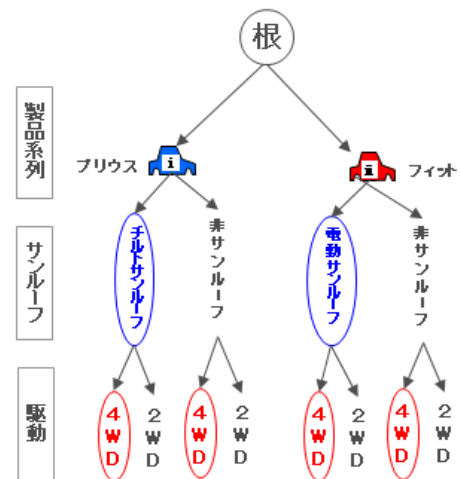 根
製品系列
プリウス
i
i
フィット
サンルーフ
チルトサンルーフ
非サンルーフ
電動サンルーフ
非サンルーフ
駆動
4WD
2WD
4WD
2WD
4WD
2WD
4WD
2WD